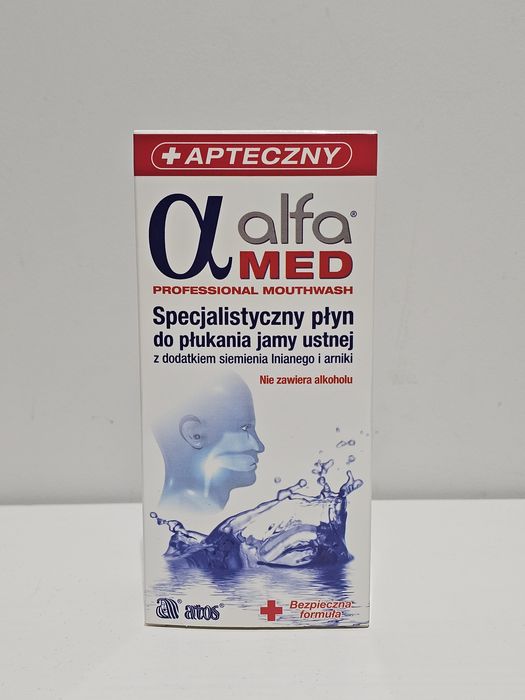 + APTECZNY
α alfa®
MED
PROFESSIONAL MOUTHWASH
Specjalistyczny płyn
do płukania jamy ustnej
z dodatkiem siemienia lnianego i arniki
Nie zawiera alkoholu
atos®
Bezpieczna
formuła